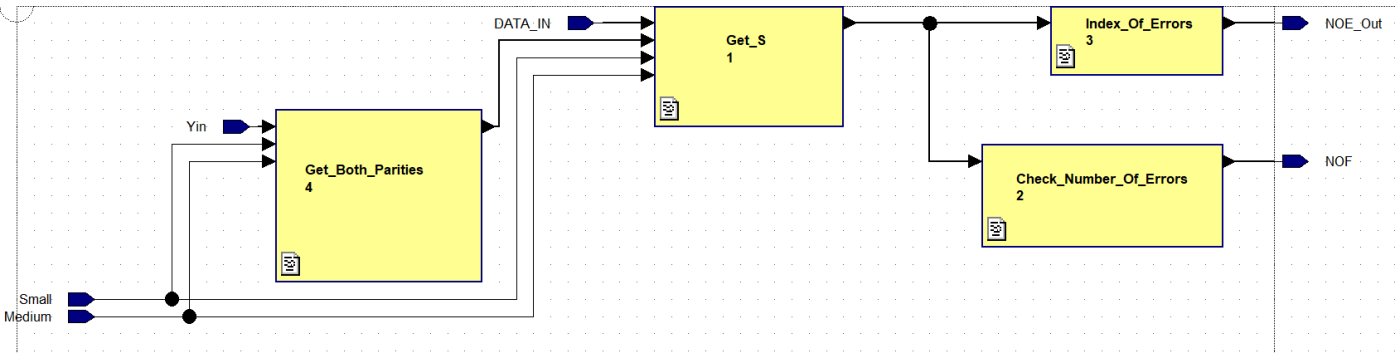 DATA_IN
Get_S
1
Index_Of_Errors
3
NOE_Out
Yin
Get_Both_Parities
4
Check_Number_Of_Errors
2
NOF
Small
Medium